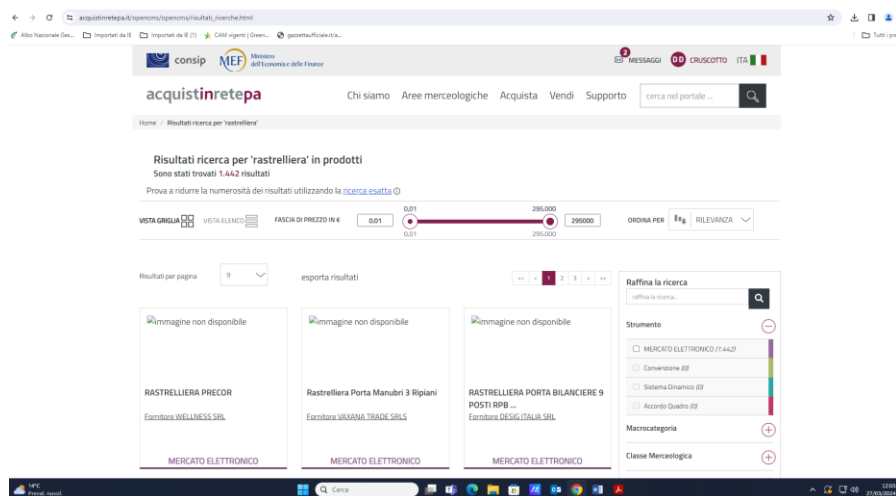 acquistinretepa.it/opencms/opencms/risultati_ricerche.html
Albo Nazionale Ges...
Importati da IE
Importati da IE (1)
CAM vigenti | Green...
gazzettaufficiale.it/a...
Tutti i pre
consip
MEF
Ministero
dell'Economia e delle Finanze
2
MESSAGGI
DD
CRUSCOTTO
ITA
acquistinretepa
Chi siamo
Aree merceologiche
Acquista
Vendi
Supporto
cerca nel portale ...
Home / Risultati ricerca per 'rastrelliera'
Risultati ricerca per 'rastrelliera' in prodotti
Sono stati trovati 1.442 risultati
Prova a ridurre la numerosità dei risultati utilizzando la ricerca esatta
VISTA GRIGLIA
VISTA ELENCO
FASCIA DI PREZZO IN €
0.01
0,01
295.000
0,01
295.000
295000
ORDINA PER
RILEVANZA
Risultati per pagina
9
esporta risultati
<< < 1 2 3 > >>
Raffina la ricerca
raffina la ricerca...
Strumento
MERCATO ELETTRONICO (1.442)
Convenzione (0)
Sistema Dinamico (0)
Accordo Quadro (0)
Macrocategoria
Classe Merceologica
immagine non disponibile
RASTRELLIERA PRECOR
Fornitore WELLNESS SRL
MERCATO ELETTRONICO
immagine non disponibile
Rastrelliera Porta Manubri 3 Ripiani
Fornitore VAXANA TRADE SRLS
MERCATO ELETTRONICO
immagine non disponibile
RASTRELLIERA PORTA BILANCIERE 9
POSTI RPB ...
Fornitore DESIG ITALIA SRL
MERCATO ELETTRONICO
14°C
Preval. nuvol.
Cerca
12:03